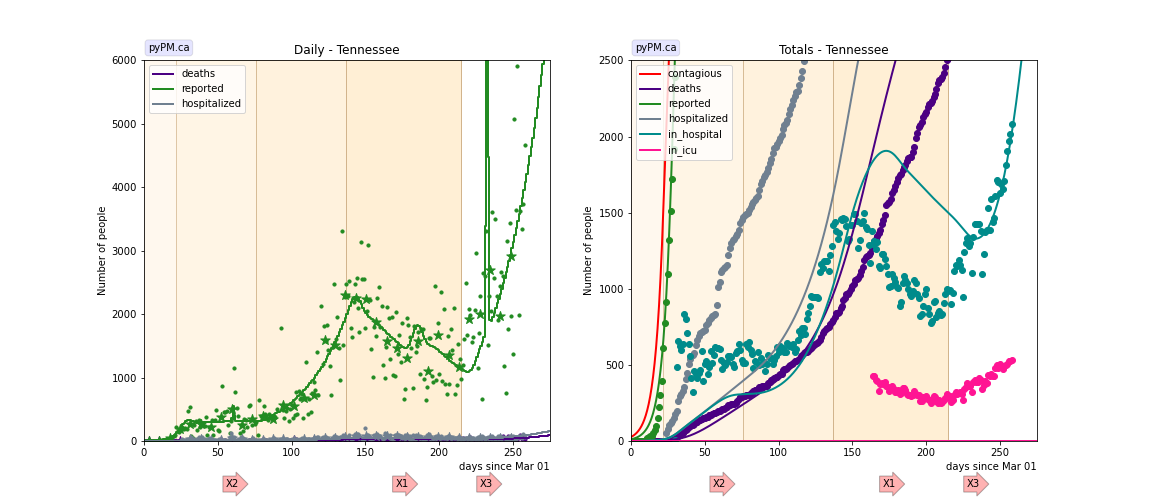 pyPM.ca
Daily - Tennessee
Number of people
6000
5000
4000
3000
2000
1000
0
deaths
reported
hospitalized
0
50
100
150
200
250
days since Mar 01
X2
X1
X3
pyPM.ca
Totals - Tennessee
Number of people
2500
2000
1500
1000
500
0
contagious
deaths
reported
hospitalized
in_hospital
in_icu
0
50
100
150
200
250
days since Mar 01
X2
X1
X3